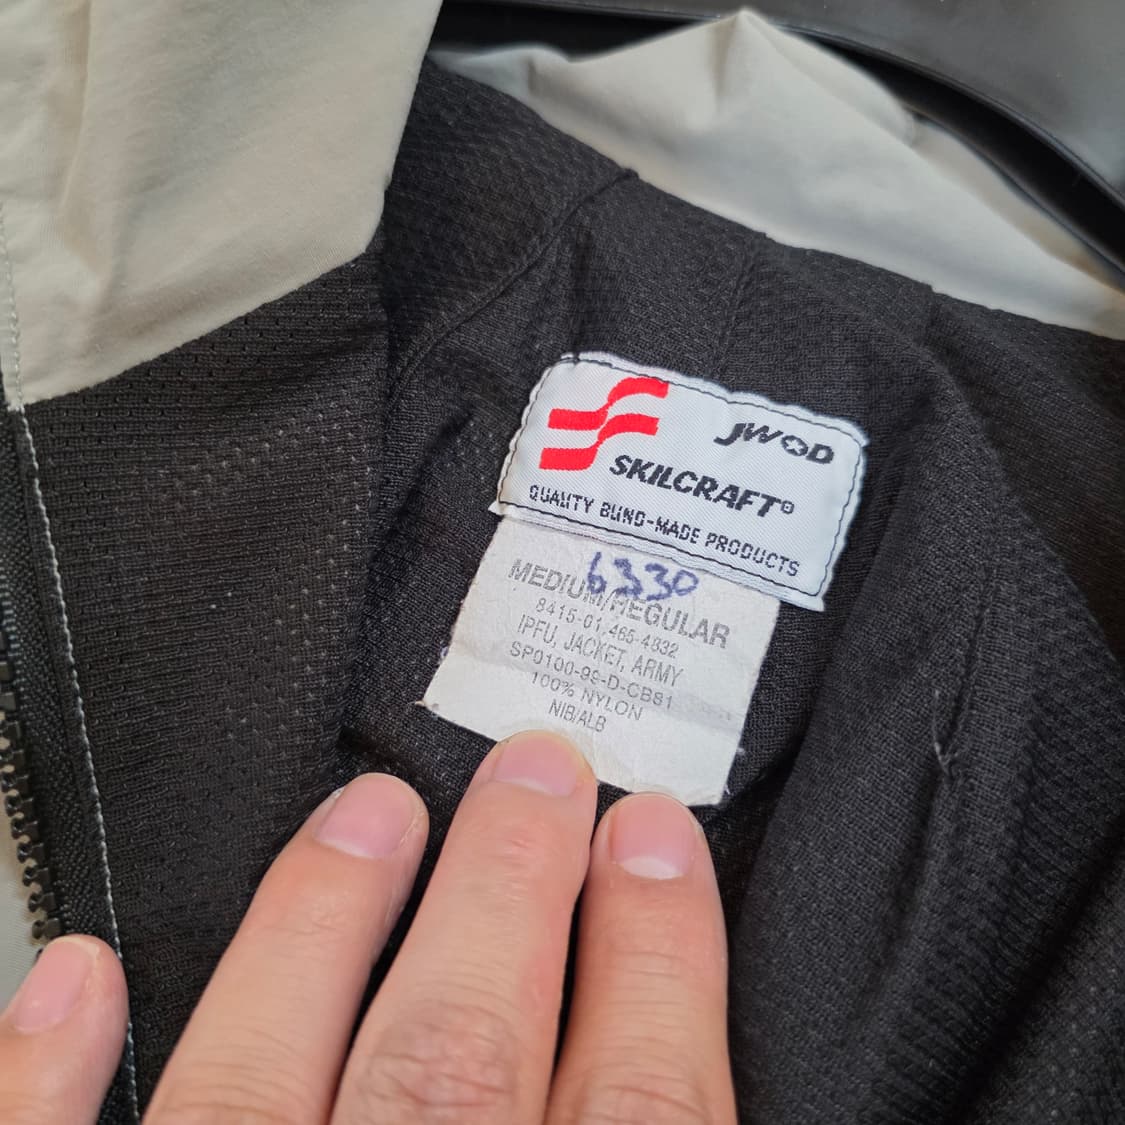 JWOD
SKILCRAFT®
QUALITY BLIND-MADE PRODUCTS
6330
MEDIUM/REGULAR
8415-01-465-4832
IPFU, JACKET, ARMY
SP0100-99-D-CB81
100% NYLON
NIB/ALB